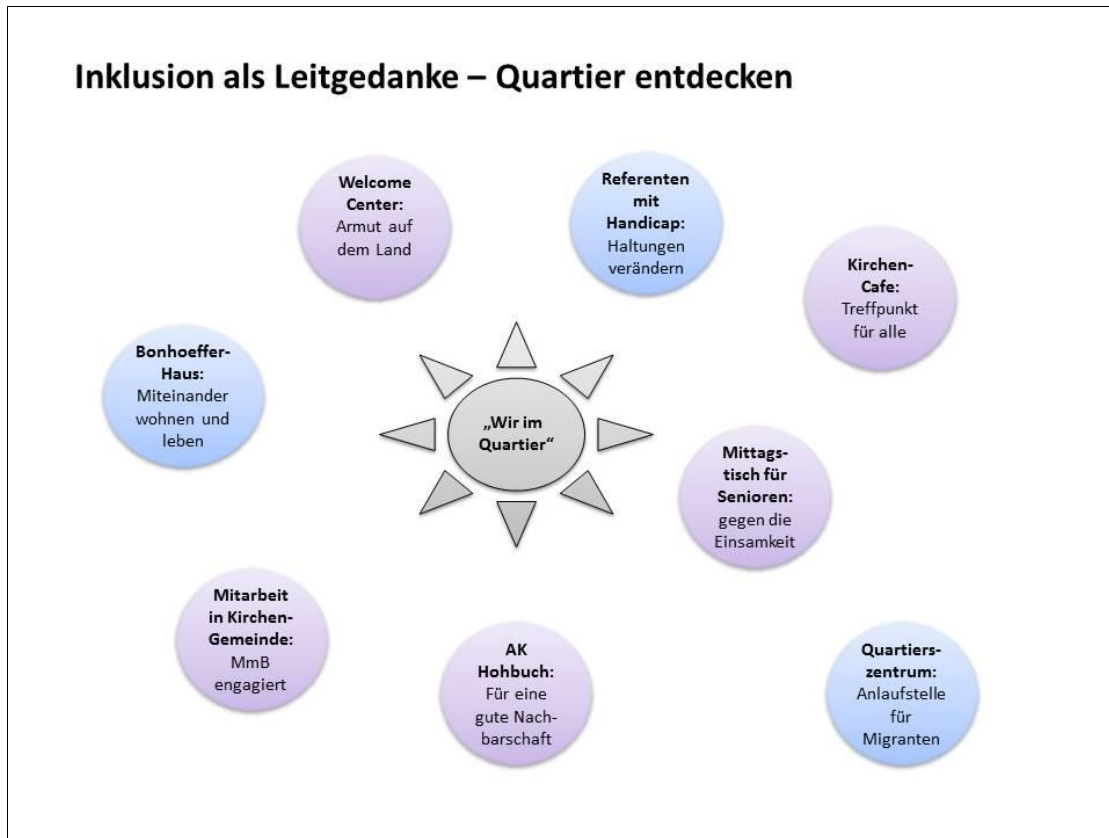 Inklusion als Leitgedanke – Quartier entdecken
Welcome
Center:
Armut auf
dem Land
Referenten
mit
Handicap:
Haltungen
verändern
Kirchen-
Cafe:
Treffpunkt
für alle
Bonhoeffer-
Haus:
Miteinander
wohnen und
leben
„Wir im
Quartier“
Mittags-
tisch für
Senioren:
gegen die
Einsamkeit
Mitarbeit
in Kirchen-
Gemeinde:
MmB
engagiert
AK
Hohbuch:
Für eine
gute Nach-
barschaft
Quartiers-
zentrum:
Anlaufstelle
für
Migranten